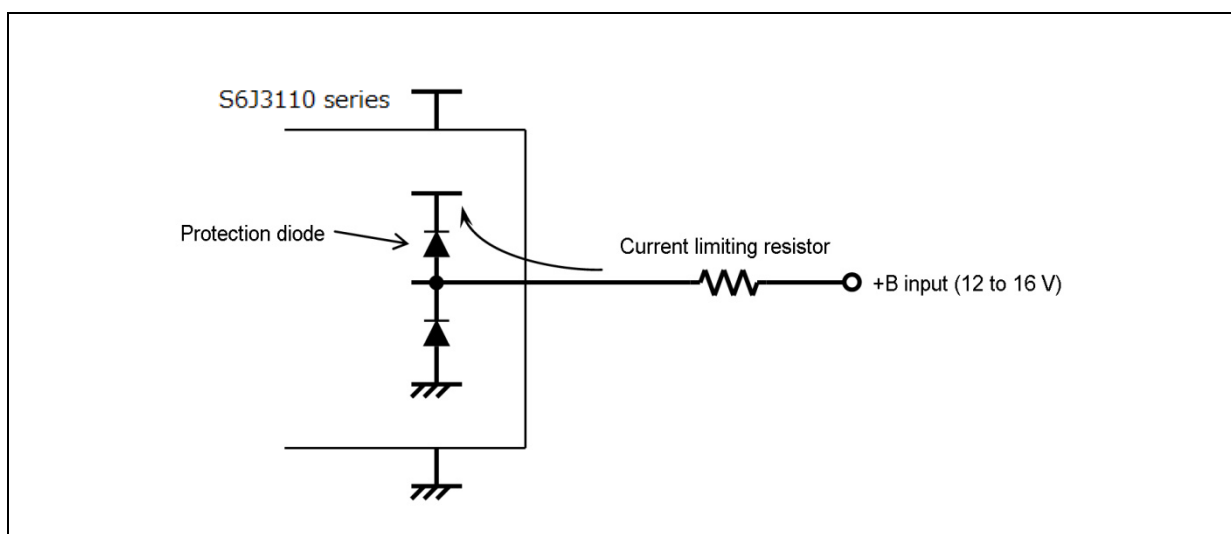 S6J3110 series
Protection diode
Current limiting resistor
+B input (12 to 16 V)